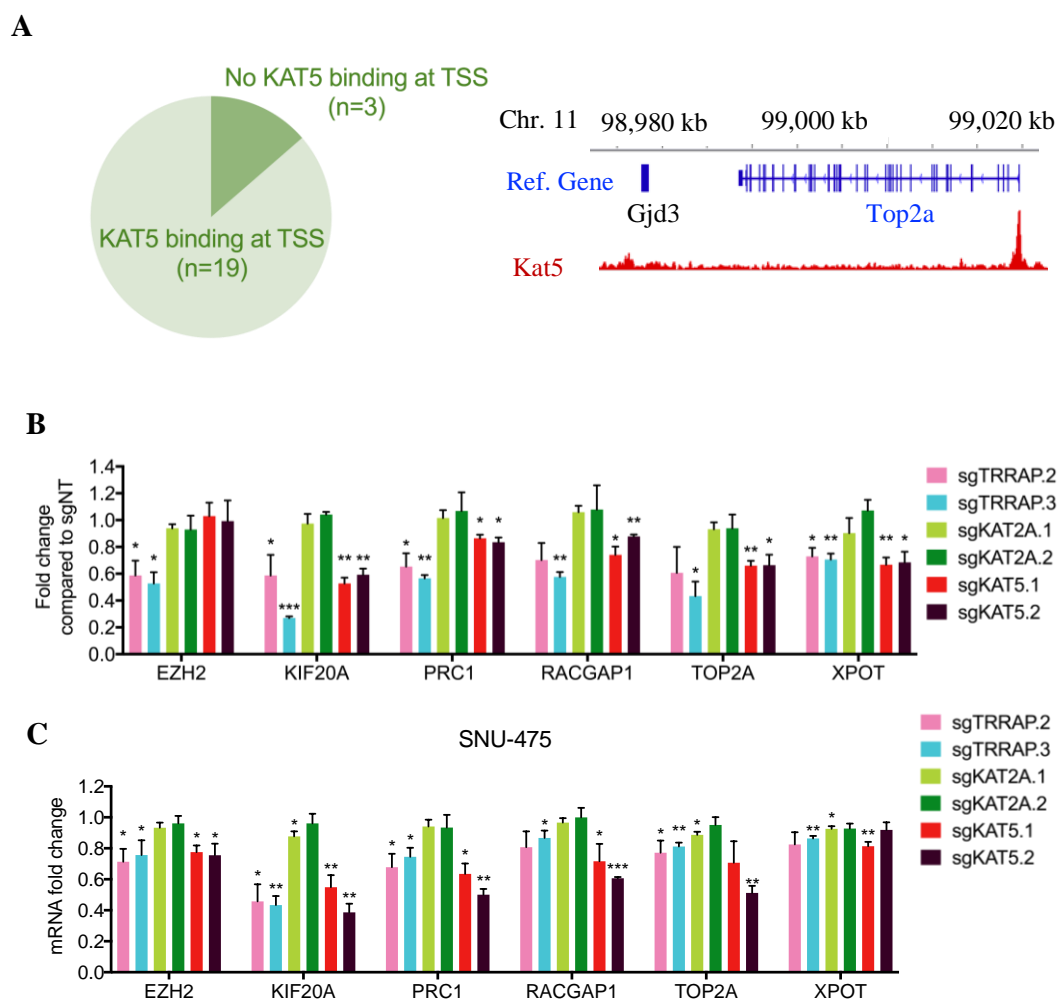 A
No KAT5 binding at TSS
(n=3)
KAT5 binding at TSS
(n=19)
Chr. 11 98,980 kb 99,000 kb 99,020 kb
Ref. Gene
Gjd3 Top2a
Kat5
B
Fold change
compared to sgNT
1.4
1.2
1.0
0.8
0.6
0.4
0.2
0.0
* * * *** ** ** * ** * * ** * ** * ** * * ** ** *
EZH2 KIF20A PRC1 RACGAP1 TOP2A XPOT
sgTRRAP.2
sgTRRAP.3
sgKAT2A.1
sgKAT2A.2
sgKAT5.1
sgKAT5.2
C
SNU-475
mRNA fold change
1.2
1.0
0.8
0.6
0.4
0.2
0.0
* * * * * ** * ** ** * * * ** * * *** * ** * ** ** * **
EZH2 KIF20A PRC1 RACGAP1 TOP2A XPOT
sgTRRAP.2
sgTRRAP.3
sgKAT2A.1
sgKAT2A.2
sgKAT5.1
sgKAT5.2